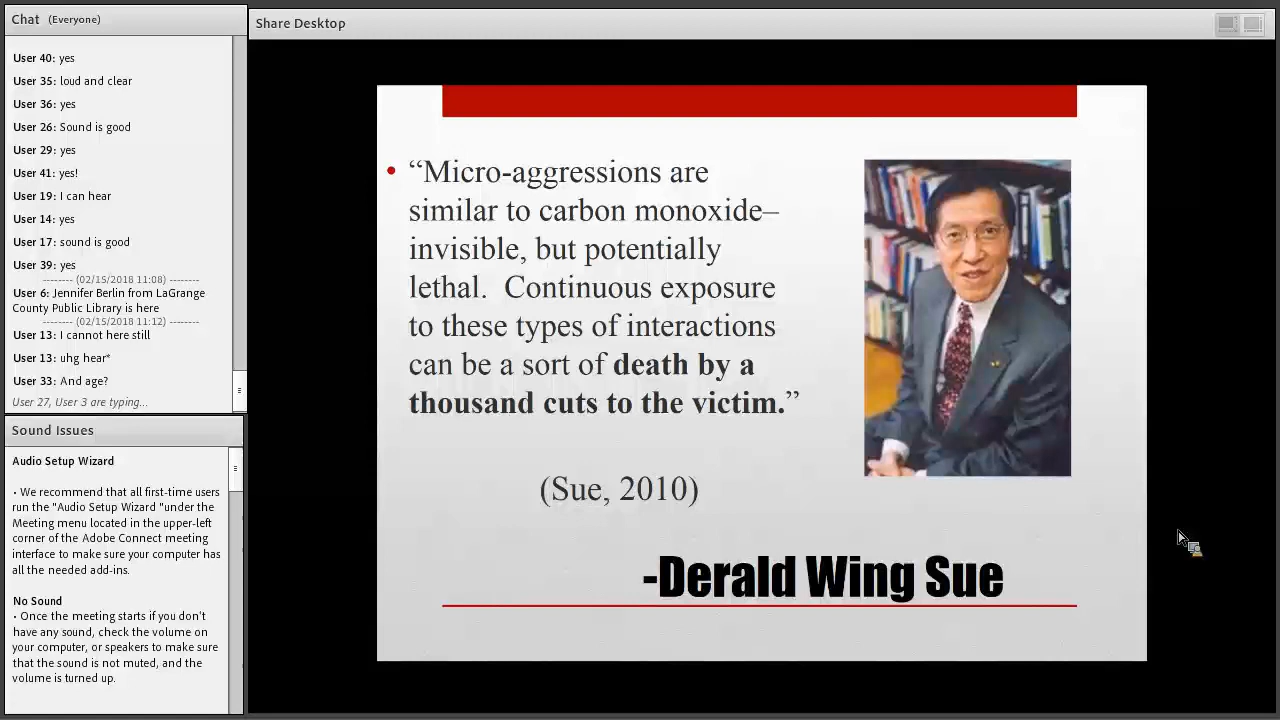 Chat (Everyone)
User 40: yes
User 35: loud and clear
User 36: yes
User 26: Sound is good
User 29: yes
User 41: yes!
User 19: I can hear
User 14: yes
User 17: sound is good
User 39: yes
-------- (02/15/2018 11:08) --------
User 6: Jennifer Berlin from LaGrange
County Public Library is here
-------- (02/15/2018 11:12) --------
User 13: I cannot here still
User 13: uhg hear*
User 33: And age?
User 27, User 3 are typing...
Sound Issues
Audio Setup Wizard
• We recommend that all first-time users
run the "Audio Setup Wizard "under the
Meeting menu located in the upper-left
corner of the Adobe Connect meeting
interface to make sure your computer has
all the needed add-ins.
No Sound
• Once the meeting starts if you don't
have any sound, check the volume on
your computer, or speakers to make sure
that the sound is not muted, and the
volume is turned up.
Share Desktop
• “Micro-aggressions are
similar to carbon monoxide–
invisible, but potentially
lethal. Continuous exposure
to these types of interactions
can be a sort of death by a
thousand cuts to the victim.”
(Sue, 2010)
-Derald Wing Sue